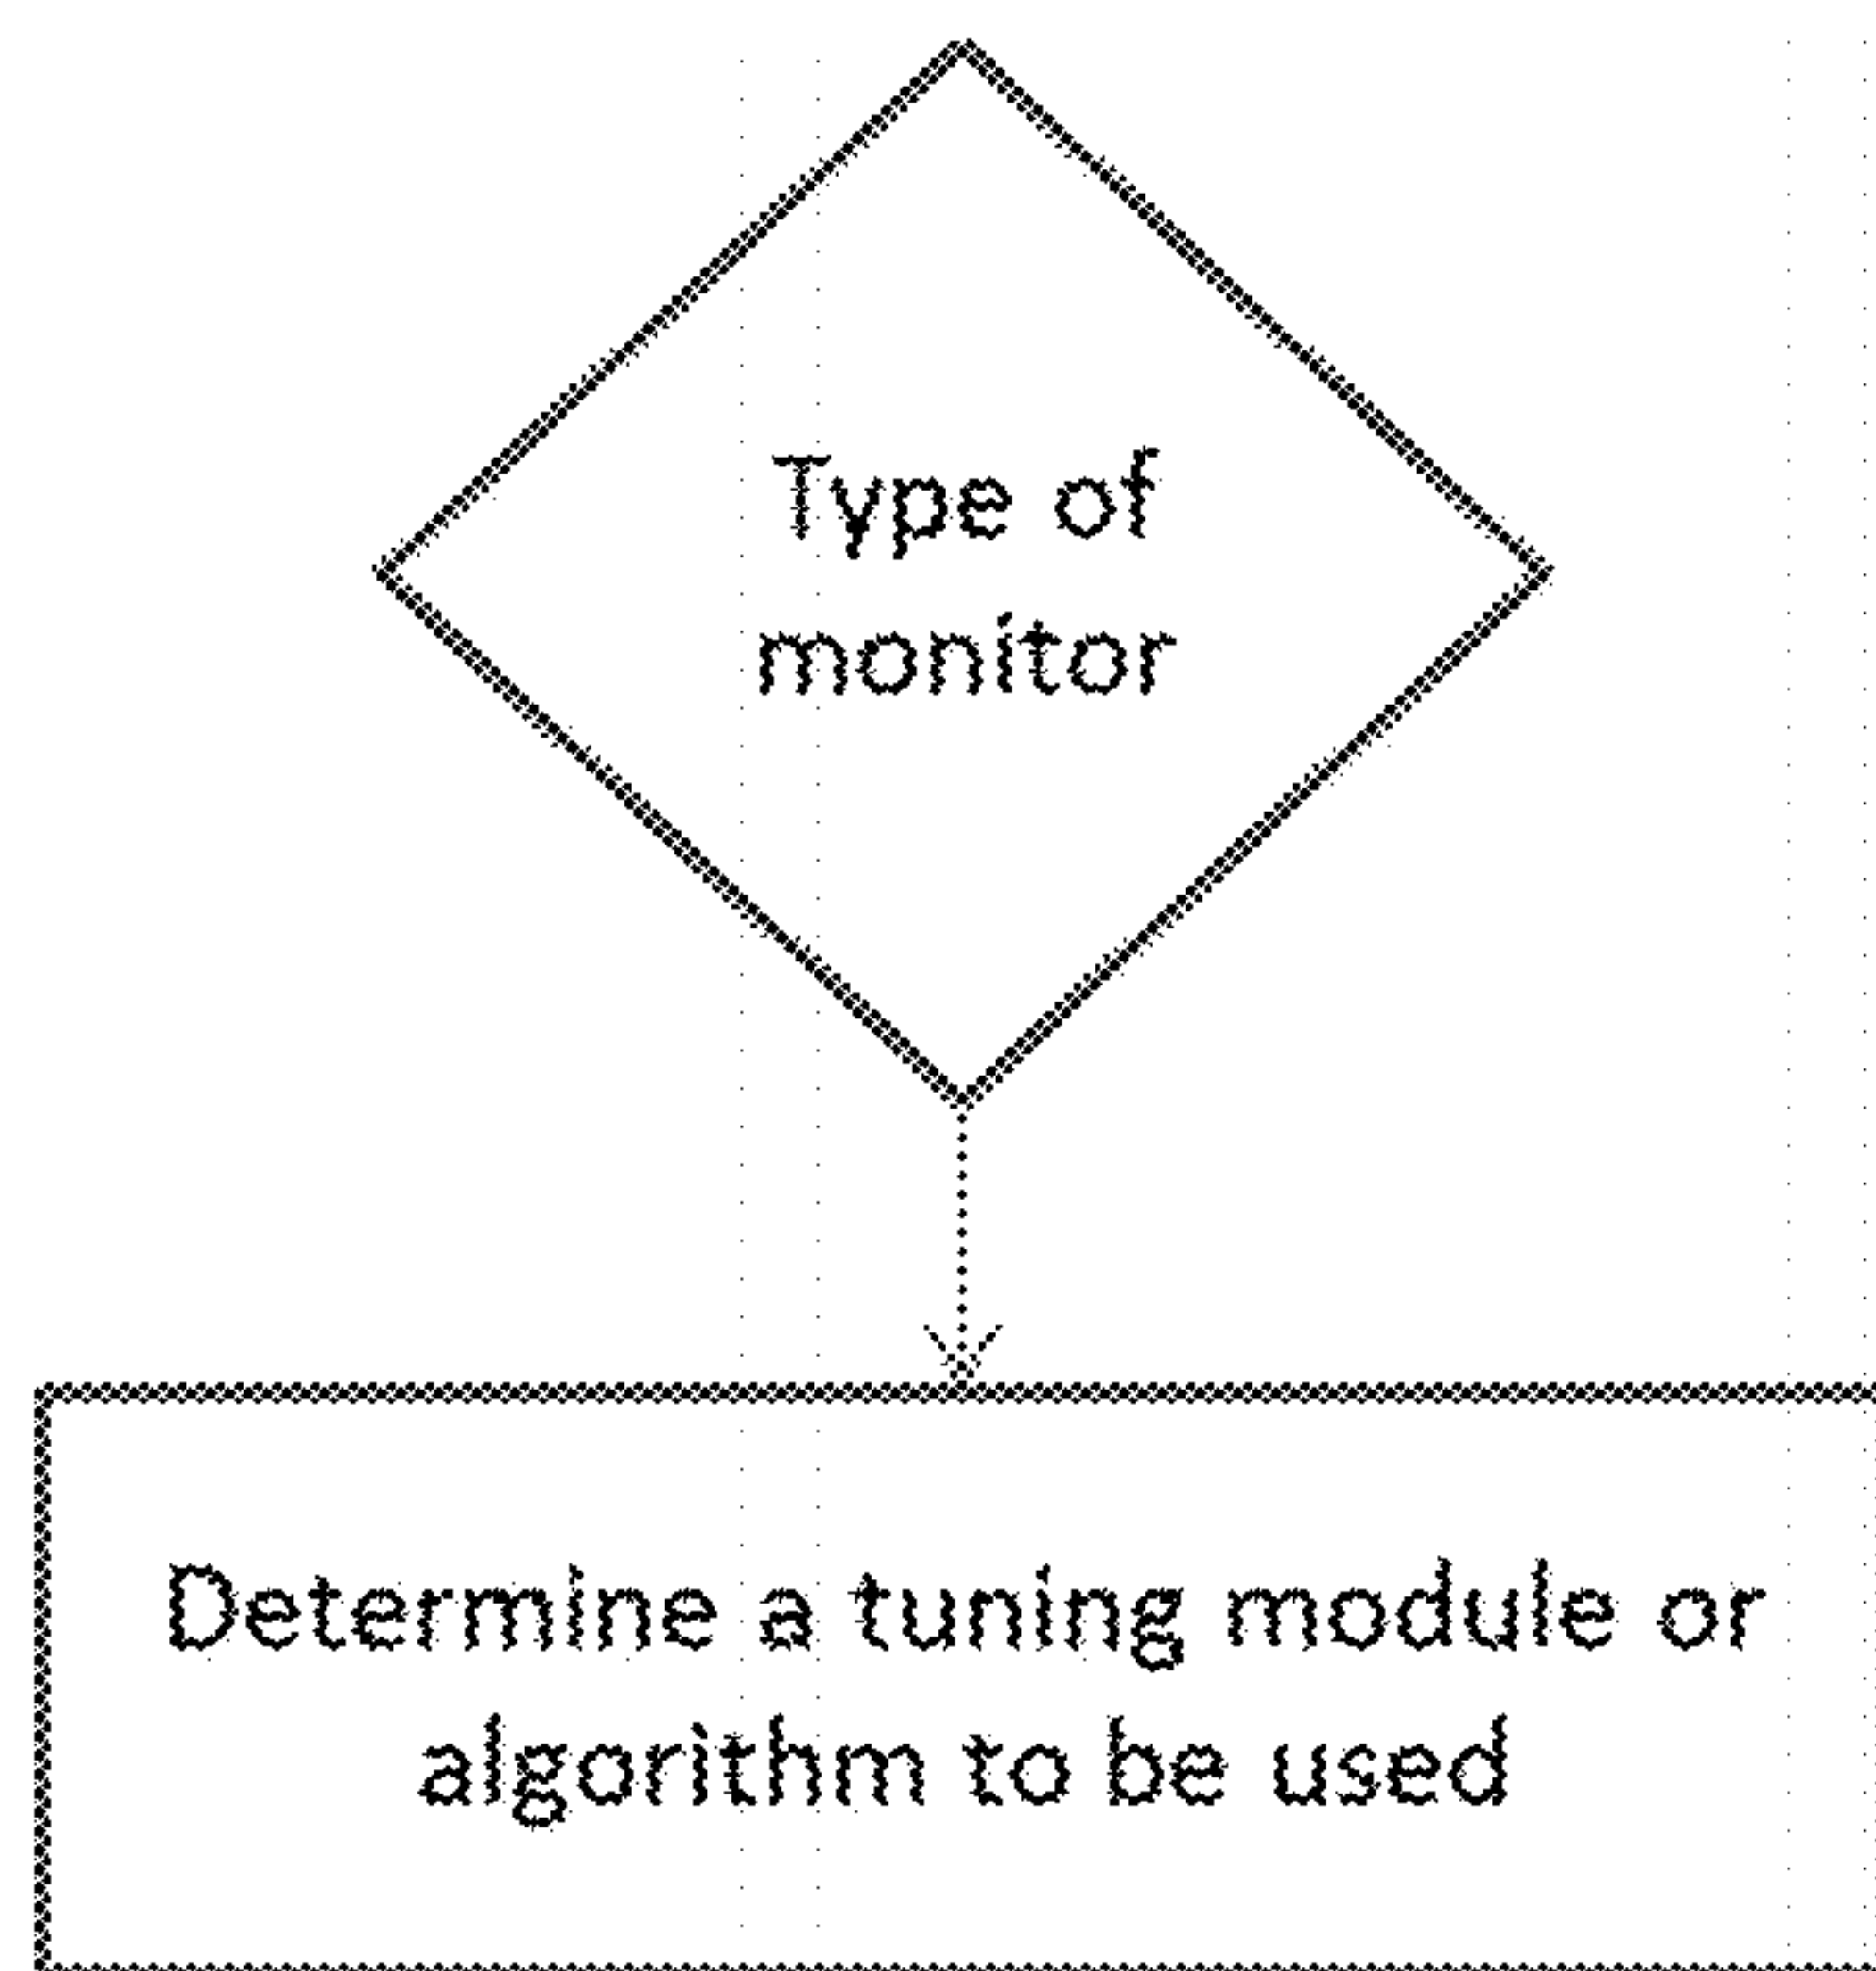 Type of
monitor
Determine a tuning module or
algorithm to be used